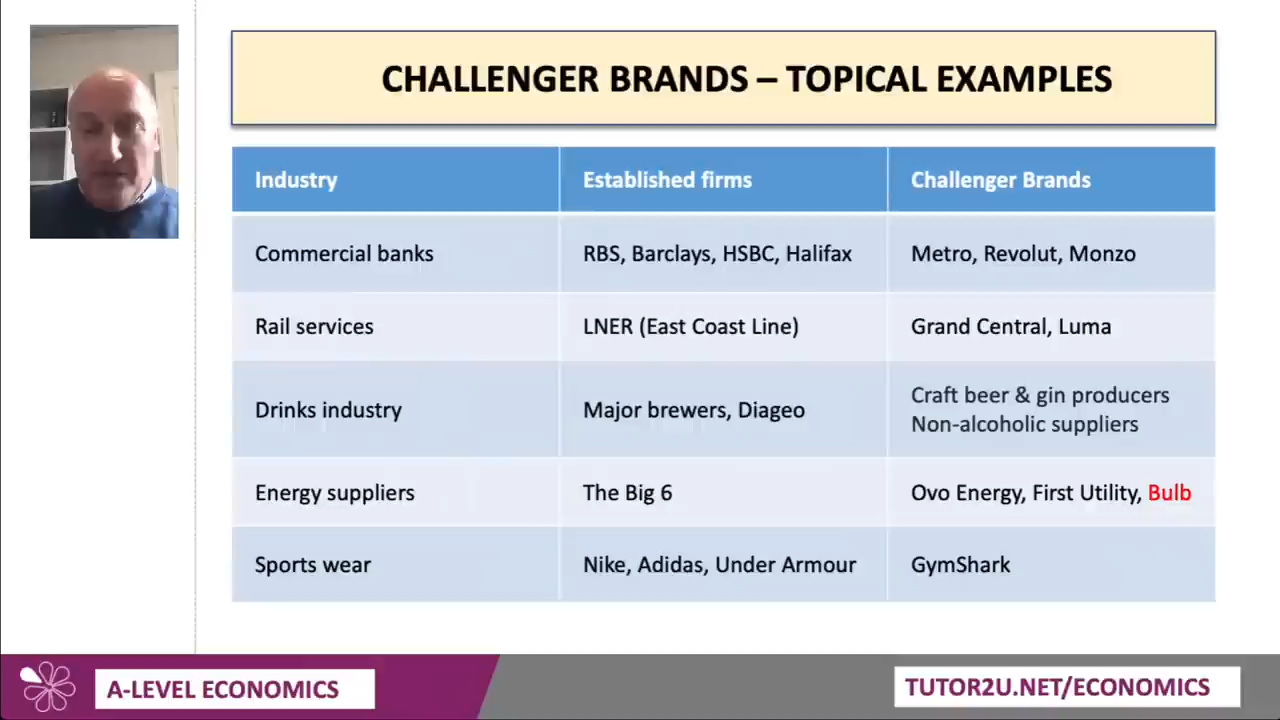 CHALLENGER BRANDS – TOPICAL EXAMPLES
Industry
Established firms
Challenger Brands
Commercial banks
RBS, Barclays, HSBC, Halifax
Metro, Revolut, Monzo
Rail services
LNER (East Coast Line)
Grand Central, Luma
Drinks industry
Major brewers, Diageo
Craft beer & gin producers
Non-alcoholic suppliers
Energy suppliers
The Big 6
Ovo Energy, First Utility, Bulb
Sports wear
Nike, Adidas, Under Armour
GymShark
A-LEVEL ECONOMICS
TUTOR2U.NET/ECONOMICS